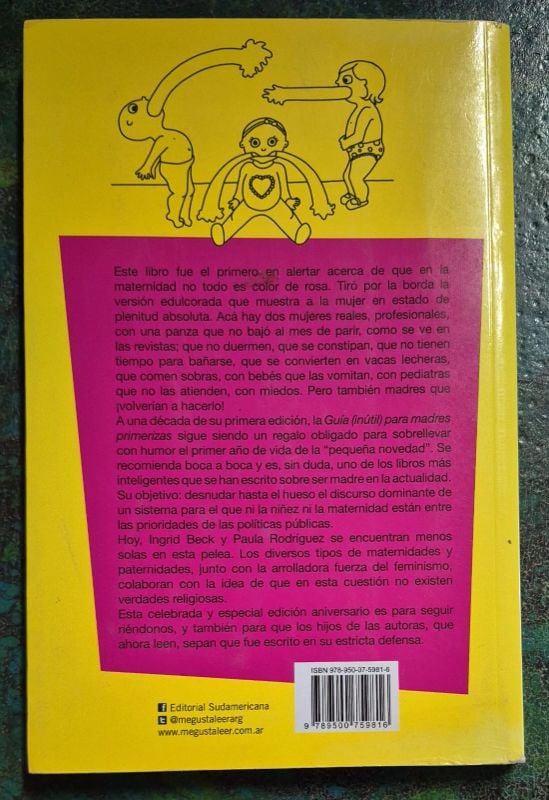 Este libro fue el primero en alertar acerca de que en la
maternidad no todo es color de rosa. Tiró por la borda la
versión edulcorada que muestra a la mujer en estado de
plenitud absoluta. Acá hay dos mujeres reales, profesionales,
con una panza que no bajó al mes de parir, como se ve en
las revistas; que no duermen, que se constipan, que no tienen
tiempo para bañarse, que se convierten en vacas lecheras,
que comen sobras, con bebés que las vomitan, con pediatras
que no las atienden, con miedos. Pero también madres que
¡volverían a hacerlo!
A una década de su primera edición, la Guía (inútil) para madres
primerizas sigue siendo un regalo obligado para sobrellevar
con humor el primer año de vida de la "pequeña novedad". Se
recomienda boca a boca y es, sin duda, uno de los libros más
inteligentes que se han escrito sobre ser madre en la actualidad.
Su objetivo: desnudar hasta el hueso el discurso dominante de
un sistema para el que ni la niñez ni la maternidad están entre
las prioridades de las políticas públicas.
Hoy, Ingrid Beck y Paula Rodríguez se encuentran menos
solas en esta pelea. Los diversos tipos de maternidades y
paternidades, junto con la arrolladora fuerza del feminismo,
colaboran con la idea de que en esta cuestión no existen
verdades religiosas.
Esta celebrada y especial edición aniversario es para seguir
riéndonos, y también para que los hijos de las autoras, que
ahora leen, sepan que fue escrito en su estricta defensa.
ISBN 978-950-07-5981-6
9 789500 759816
Editorial Sudamericana
@megustaleerarg
www.megustaleer.com.ar